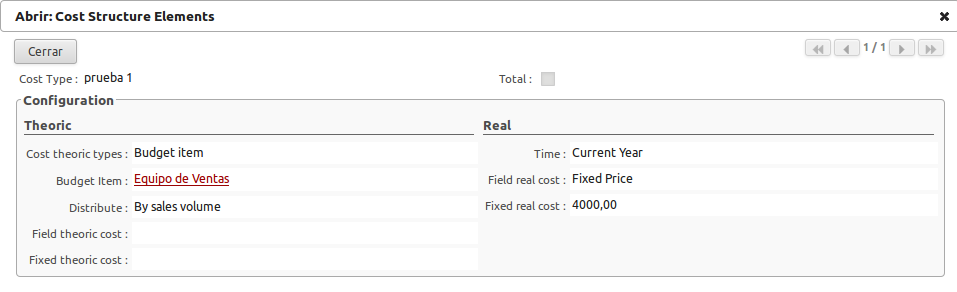 Abrir: Cost Structure Elements
Cerrar
1 / 1
Cost Type : prueba 1
Total :
Configuration
Theoric
Cost theoric types : Budget item
Budget Item : Equipo de Ventas
Distribute : By sales volume
Field theoric cost :
Fixed theoric cost :
Real
Time : Current Year
Field real cost : Fixed Price
Fixed real cost : 4000,00